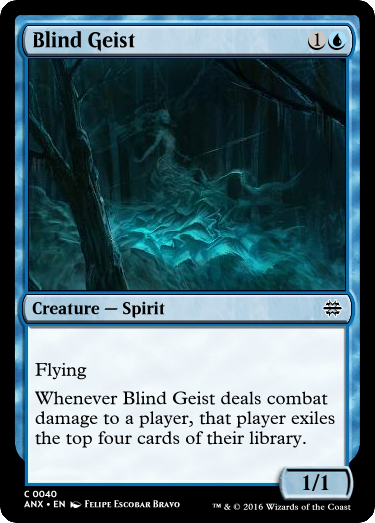 Blind Geist 1
Creature — Spirit
Flying
Whenever Blind Geist deals combat
damage to a player, that player exiles
the top four cards of their library.
1/1
C 0040
ANX • EN FELIPE ESCOBAR BRAVO ™ & © 2016 Wizards of the Coast